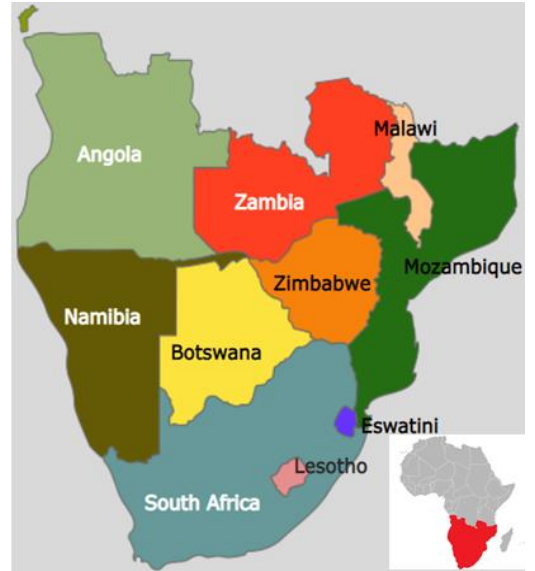 Malawi
Angola
Zambia
Mozambique
Zimbabwe
Namibia
Botswana
Eswatini
Lesotho
South Africa